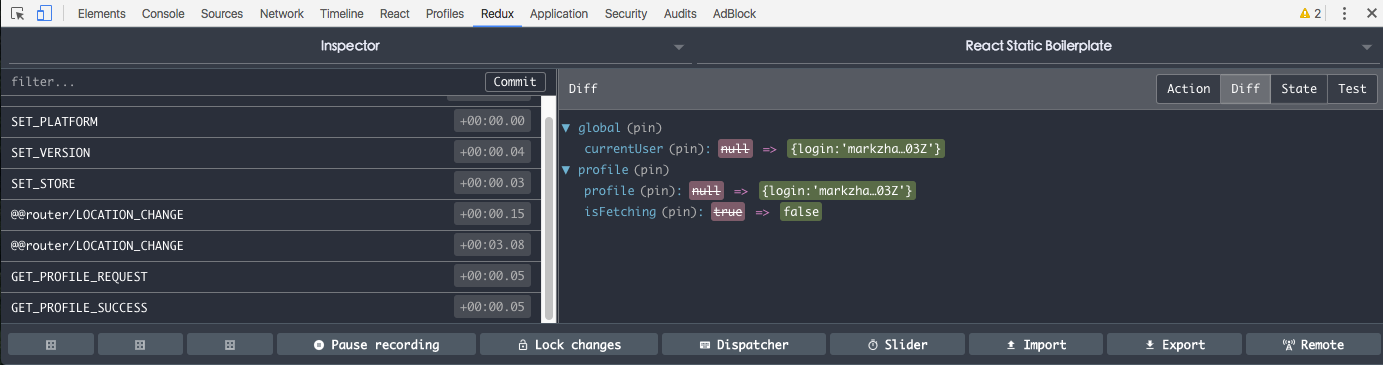 Elements Console Sources Network Timeline React Profiles Redux Application Security Audits AdBlock 2
Inspector React Static Boilerplate
filter... Commit
Diff Action Diff State Test
SET_PLATFORM +00:00.00
SET_VERSION +00:00.04
SET_STORE +00:00.03
@@router/LOCATION_CHANGE +00:00.15
@@router/LOCATION_CHANGE +00:03.08
GET_PROFILE_REQUEST +00:00.05
GET_PROFILE_SUCCESS +00:00.05
▼ global (pin)
currentUser (pin): null => {login:'markzha…03Z'}
▼ profile (pin)
profile (pin): null => {login:'markzha…03Z'}
isFetching (pin): true => false
Pause recording Lock changes Dispatcher Slider Import Export Remote